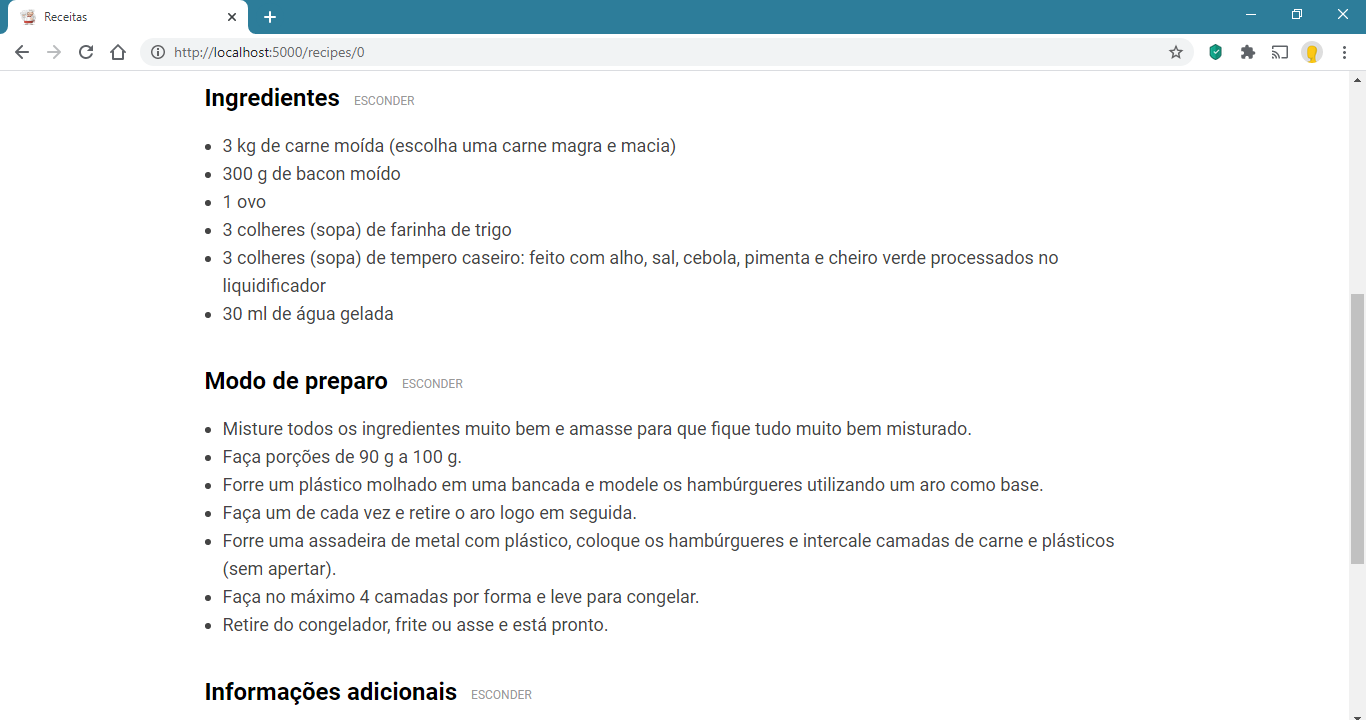 Receitas
http://localhost:5000/recipes/0
Ingredientes ESCONDER
3 kg de carne moída (escolha uma carne magra e macia)
300 g de bacon moído
1 ovo
3 colheres (sopa) de farinha de trigo
3 colheres (sopa) de tempero caseiro: feito com alho, sal, cebola, pimenta e cheiro verde processados no
liquidificador
30 ml de água gelada
Modo de preparo ESCONDER
Misture todos os ingredientes muito bem e amasse para que fique tudo muito bem misturado.
Faça porções de 90 g a 100 g.
Forre um plástico molhado em uma bancada e modele os hambúrgueres utilizando um aro como base.
Faça um de cada vez e retire o aro logo em seguida.
Forre uma assadeira de metal com plástico, coloque os hambúrgueres e intercale camadas de carne e plásticos
(sem apertar).
Faça no máximo 4 camadas por forma e leve para congelar.
Retire do congelador, frite ou asse e está pronto.
Informações adicionais ESCONDER